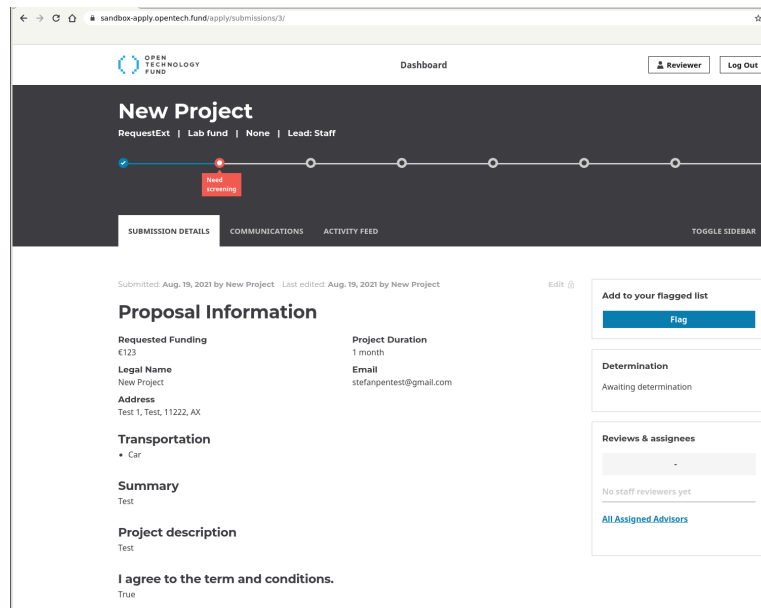 sandbox-apply.opentech.fund/apply/submissions/3/
OPEN
TECHNOLOGY
FUND
Dashboard
Reviewer
Log Out
New Project
RequestExt | Lab fund | None | Lead: Staff
Need
screening
SUBMISSION DETAILS
COMMUNICATIONS
ACTIVITY FEED
TOGGLE SIDEBAR
Submitted: Aug. 19, 2021 by New Project Last edited: Aug. 19, 2021 by New Project
Edit
Proposal Information
Requested Funding
€123
Project Duration
1 month
Legal Name
New Project
Email
stefanpentest@gmail.com
Address
Test 1, Test, 11222, AX
Transportation
• Car
Summary
Test
Project description
Test
I agree to the term and conditions.
True
Add to your flagged list
Flag
Determination
Awaiting determination
Reviews & assignees
-
No staff reviewers yet
All Assigned Advisors